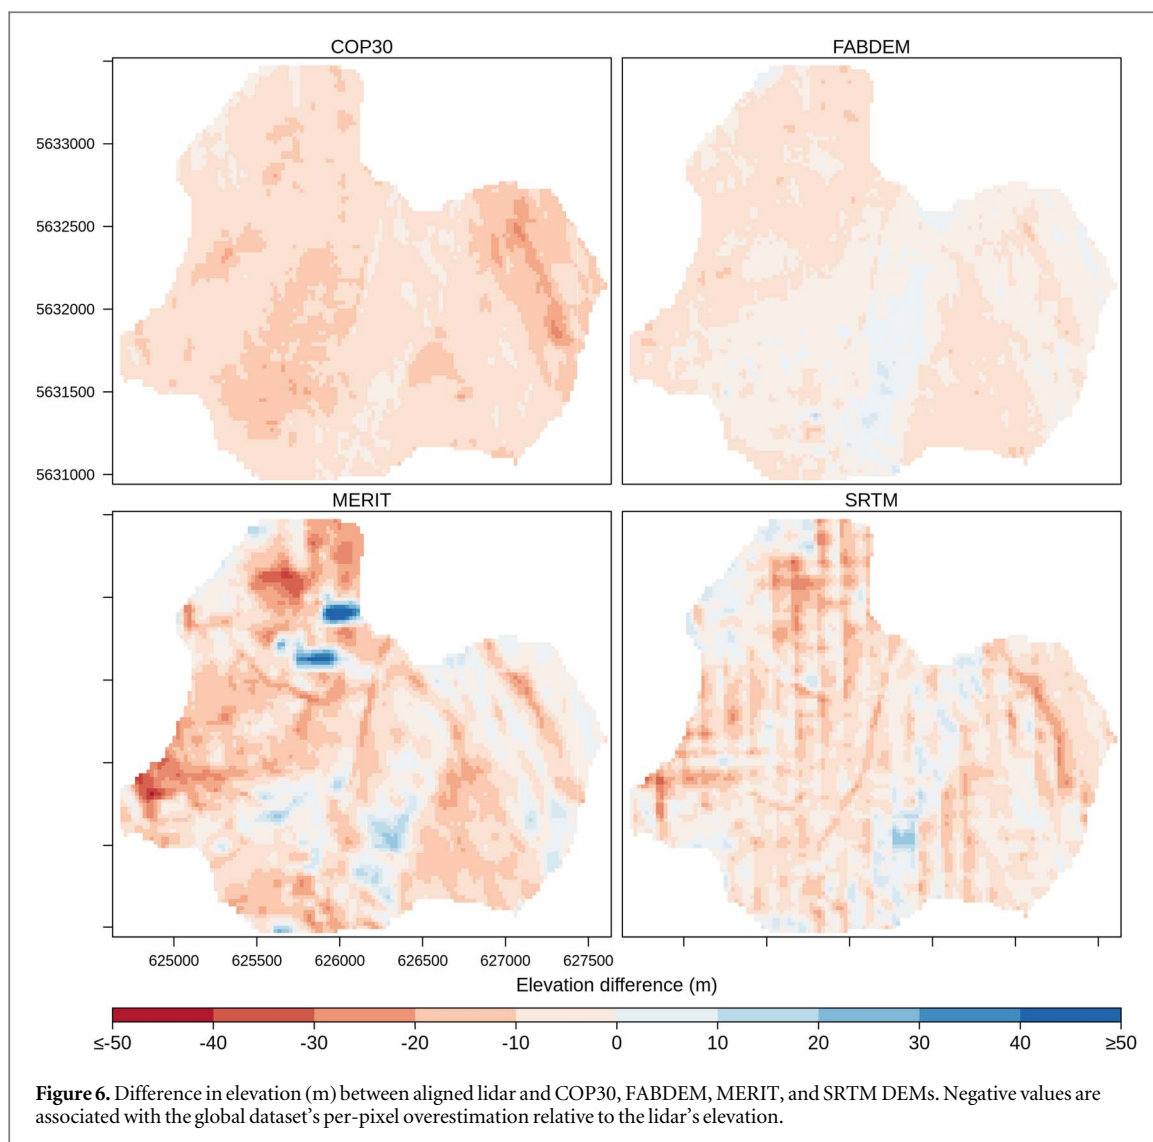 COP30 FABDEM
5633000
5632500
5632000
5631500
5631000
MERIT SRTM
625000 625500 626000 626500 627000 627500
Elevation difference (m)
≤-50 -40 -30 -20 -10 0 10 20 30 40 ≥50
Figure 6. Difference in elevation (m) between aligned lidar and COP30, FABDEM, MERIT, and SRTM DEMs. Negative values are
associated with the global dataset's per-pixel overestimation relative to the lidar's elevation.